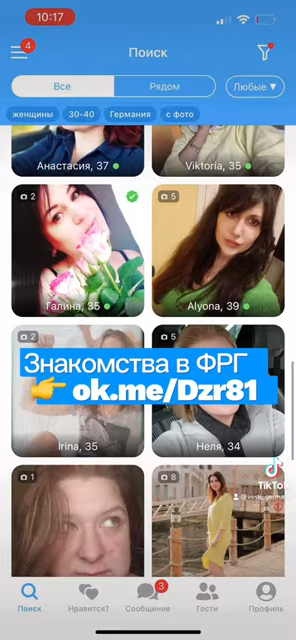 10:17
4
Поиск
Все
Рядом
Любые ▼
женщины
30-40
Германия
с фото
Анастасия, 37
Viktoria, 35
2
5
Галина, 35
Alyona, 39
2
5
Знакомства в ФРГ
👉 ok.me/Dzr81
Irina, 35
Неля, 34
1
8
TikTo
Поиск
Нравится?
3
Сообщения
Гости
Профиль